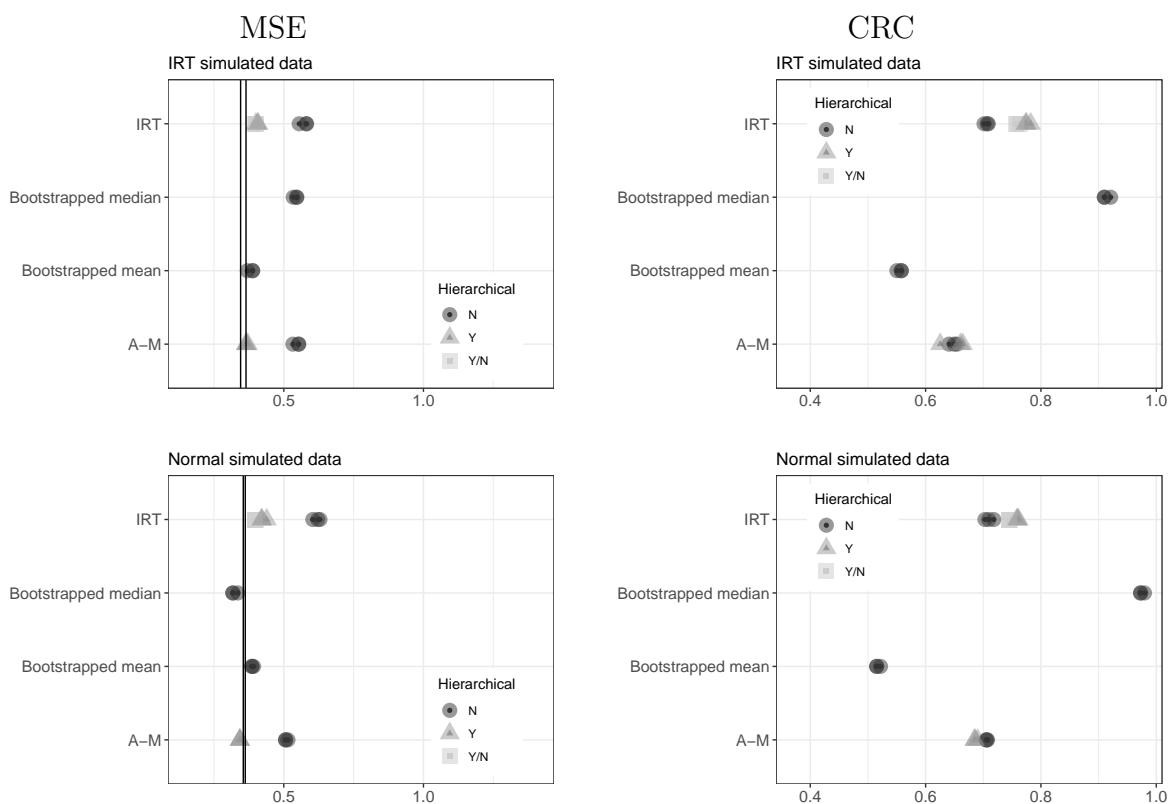 MSE
IRT simulated data
IRT
Bootstrapped median
Bootstrapped mean
A−M
Hierarchical
N
Y
Y/N
0.5
1.0
CRC
IRT simulated data
IRT
Bootstrapped median
Bootstrapped mean
A−M
Hierarchical
N
Y
Y/N
0.4
0.6
0.8
1.0
Normal simulated data
IRT
Bootstrapped median
Bootstrapped mean
A−M
Hierarchical
N
Y
Y/N
0.5
1.0
Normal simulated data
IRT
Bootstrapped median
Bootstrapped mean
A−M
Hierarchical
N
Y
Y/N
0.4
0.6
0.8
1.0